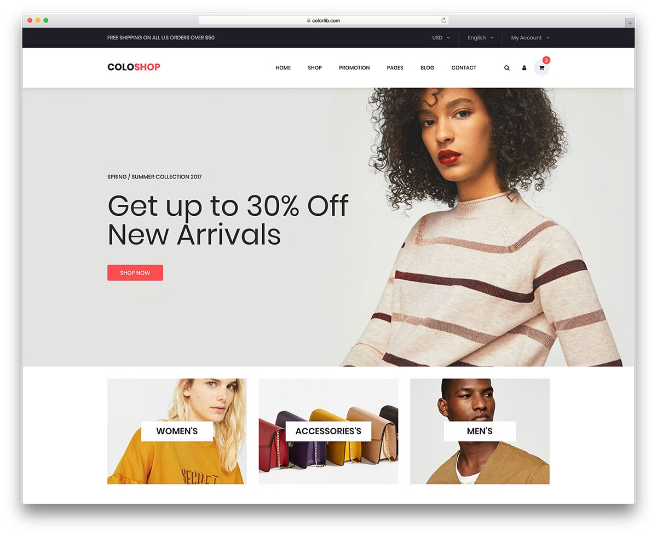 colorlib.com
FREE SHIPPING ON ALL U.S ORDERS OVER $50
USD
English
My Account
COLOSHOP
HOME
SHOP
PROMOTION
PAGES
BLOG
CONTACT
SPRING / SUMMER COLLECTION 2017
Get up to 30% Off
New Arrivals
SHOP NOW
WOMEN'S
ACCESSORIES'S
MEN'S